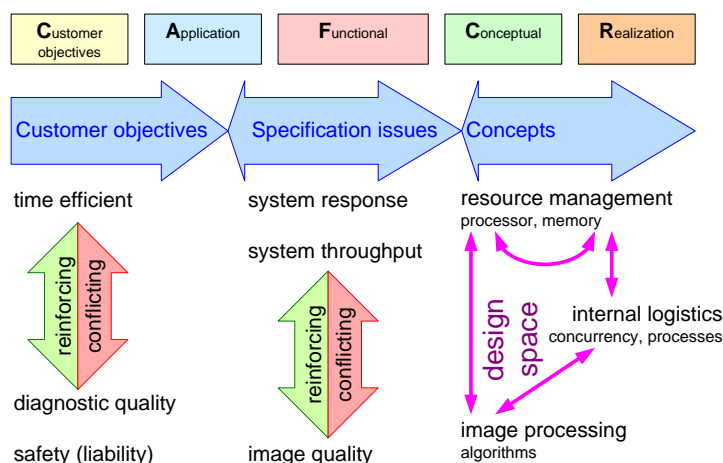 Customer
objectives
Application
Functional
Conceptual
Realization
Customer objectives
Specification issues
Concepts
time efficient
reinforcing
conflicting
diagnostic quality
safety (liability)
system response
system throughput
reinforcing
conflicting
image quality
resource management
processor, memory
design
space
internal logistics
concurrency, processes
image processing
algorithms